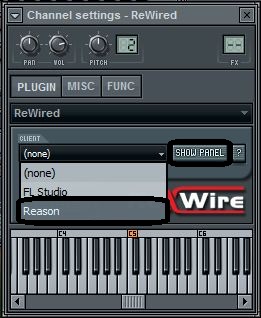 Channel settings - ReWired
2
PAN VOL PITCH FX
PLUGIN MISC FUNC
ReWired
CLIENT
(none) SHOW PANEL ?
(none)
FL Studio
Reason
Wire
C4 C5 C6